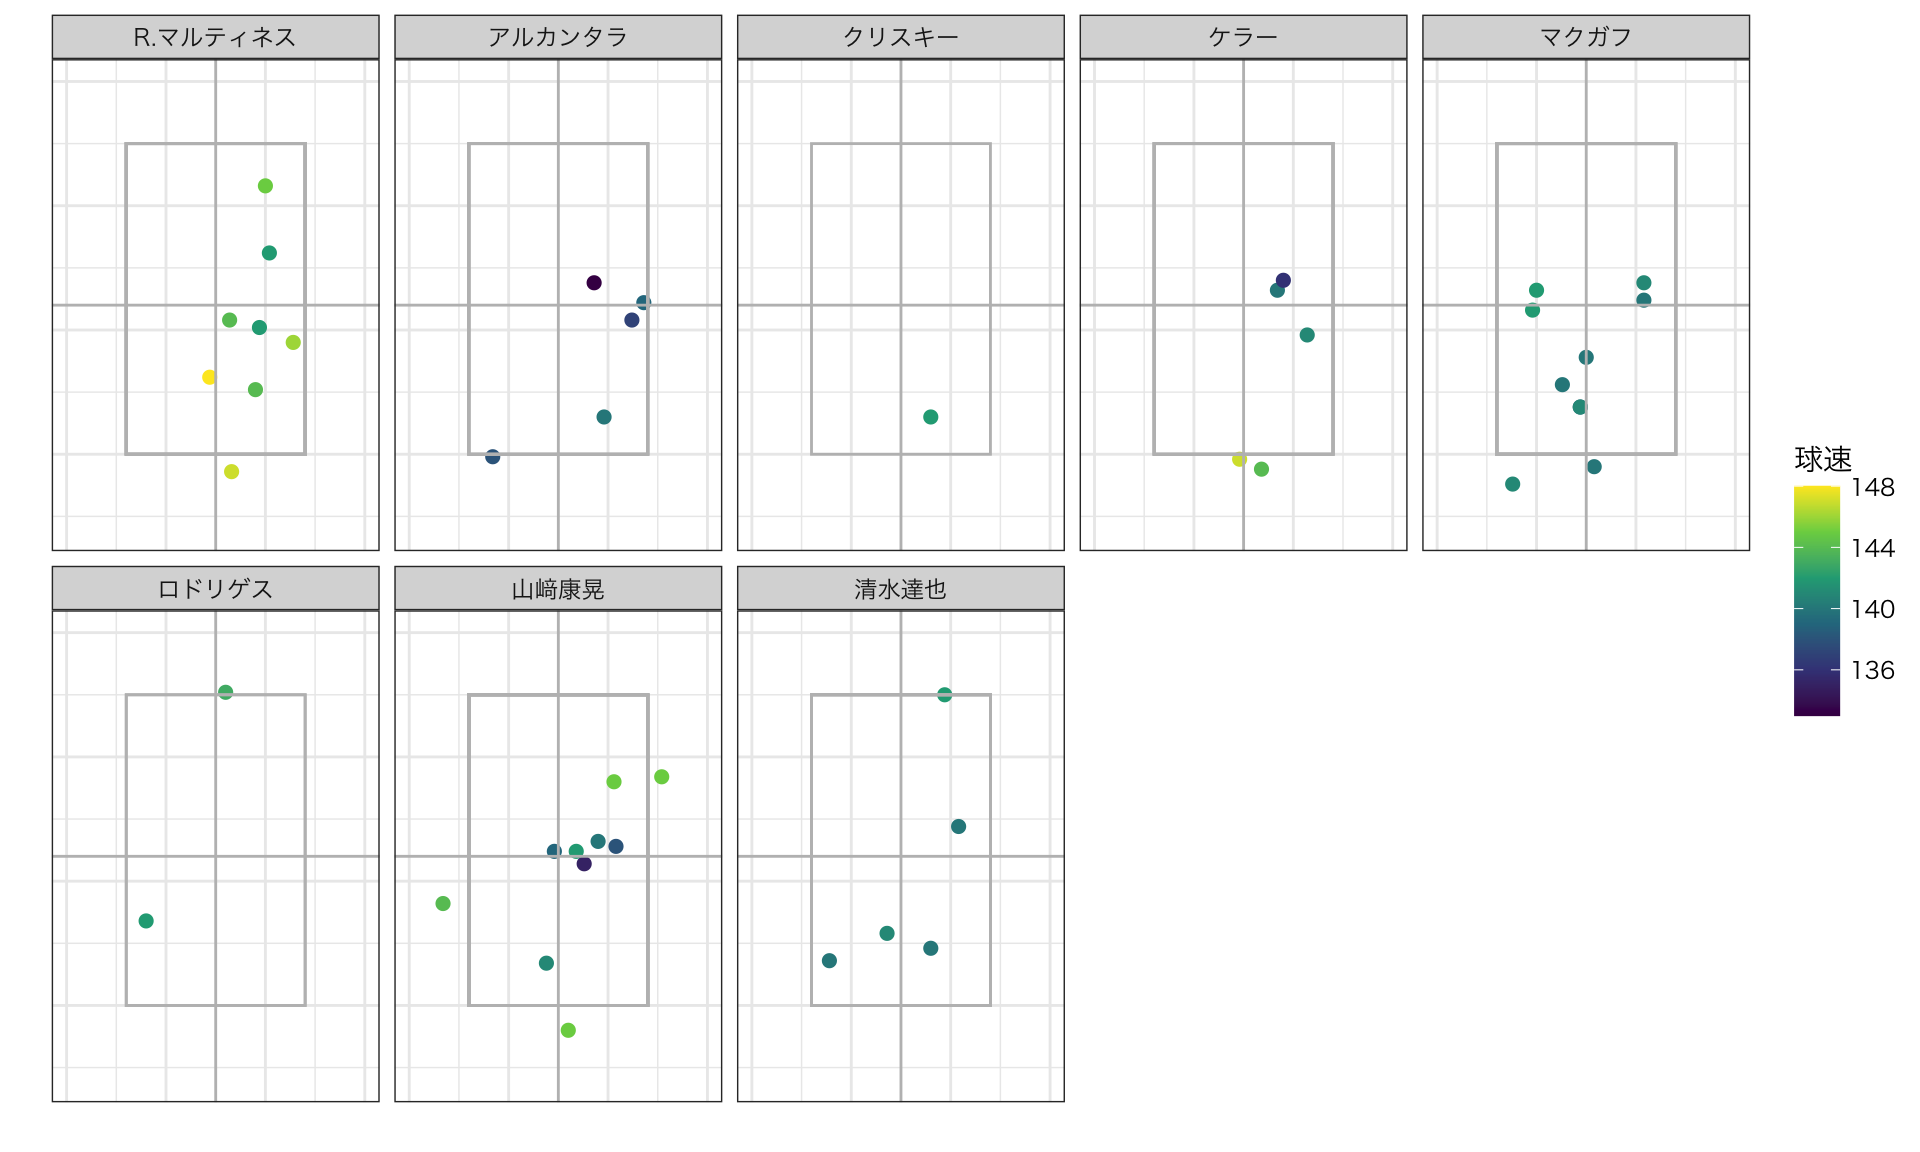 R.マルティネス
アルカンタラ
クリスキー
ケラー
マクガフ
ロドリゲス
山﨑康晃
清水達也
球速
148
144
140
136